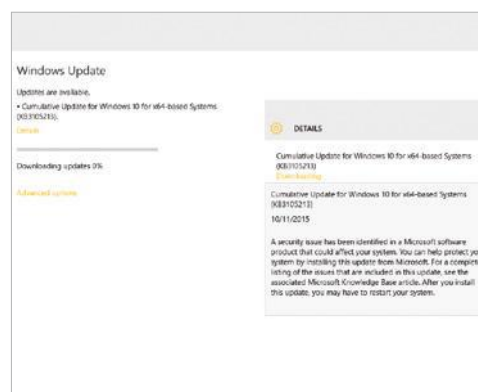 Windows Update
Updates are available.
• Cumulative Update for Windows 10 for x64-based Systems
(KB3105213).
Details
Downloading updates 0%
Advanced options
DETAILS
Cumulative Update for Windows 10 for x64-based Systems
(KB3105213)
Downloading
Cumulative Update for Windows 10 for x64-based Systems
(KB3105213)
10/11/2015
A security issue has been identified in a Microsoft software
product that could affect your system. You can help protect yo
system by installing this update from Microsoft. For a complet
listing of the issues that are included in this update, see the
associated Microsoft Knowledge Base article. After you install
this update, you may have to restart your system.